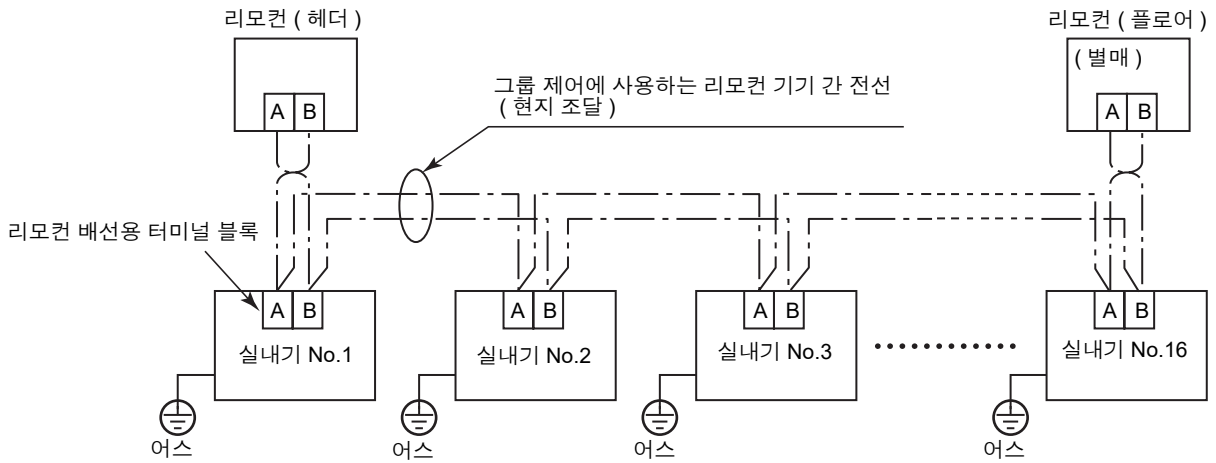 리모컨 ( 헤더 )
리모컨 ( 플로어 )
( 별매 )
그룹 제어에 사용하는 리모컨 기기 간 전선
( 현지 조달 )
A B
A B
리모컨 배선용 터미널 블록
A B
A B
A B
A B
실내기 No.1
실내기 No.2
실내기 No.3
실내기 No.16
어스
어스
어스
어스